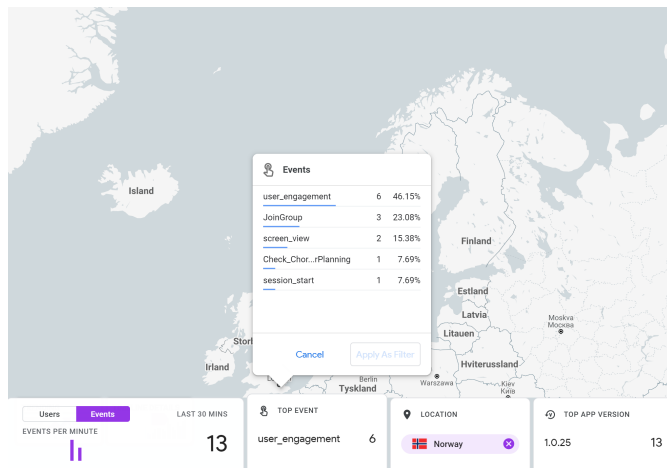 Island
Finland
Estland
Latvia
Litauen
Moskva
Москва
Hviterussland
Irland
Berlin
Tyskland
Warszawa
Kiev
Київ
Events
user_engagement 6 46.15%
JoinGroup 3 23.08%
screen_view 2 15.38%
Check_Chor...rPlanning 1 7.69%
session_start 1 7.69%
Cancel Apply As Filter
Users Events LAST 30 MINS
EVENTS PER MINUTE
13
TOP EVENT
user_engagement 6
LOCATION
Norway
TOP APP VERSION
1.0.25 13